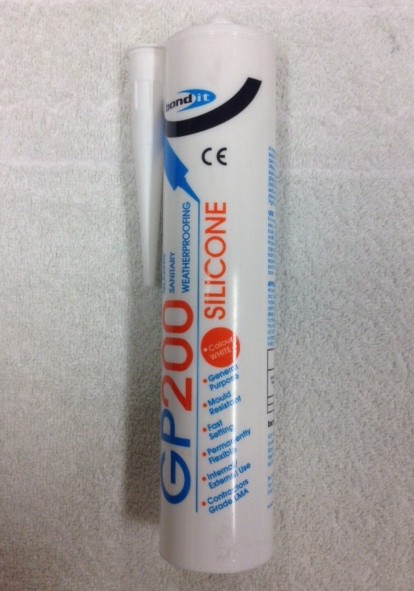 bond it
CE
SANITARY
WEATHERPROOFING
SILICONE
GP200
• Colour
WHITE
• General
Purpose
• Mould
Resistant
• Fast
Setting
• Permanently
Flexible
• Internal
External Use
• Contractors
Grade LMA